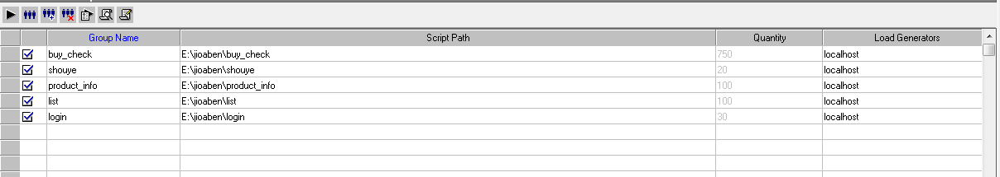 Group Name Script Path Quantity Load Generators
buy_check E:\jioaben\buy_check 750 localhost
shouye E:\jioaben\shouye 20 localhost
product_info E:\jioaben\product_info 100 localhost
list E:\jioaben\list 100 localhost
login E:\jioaben\login 30 localhost